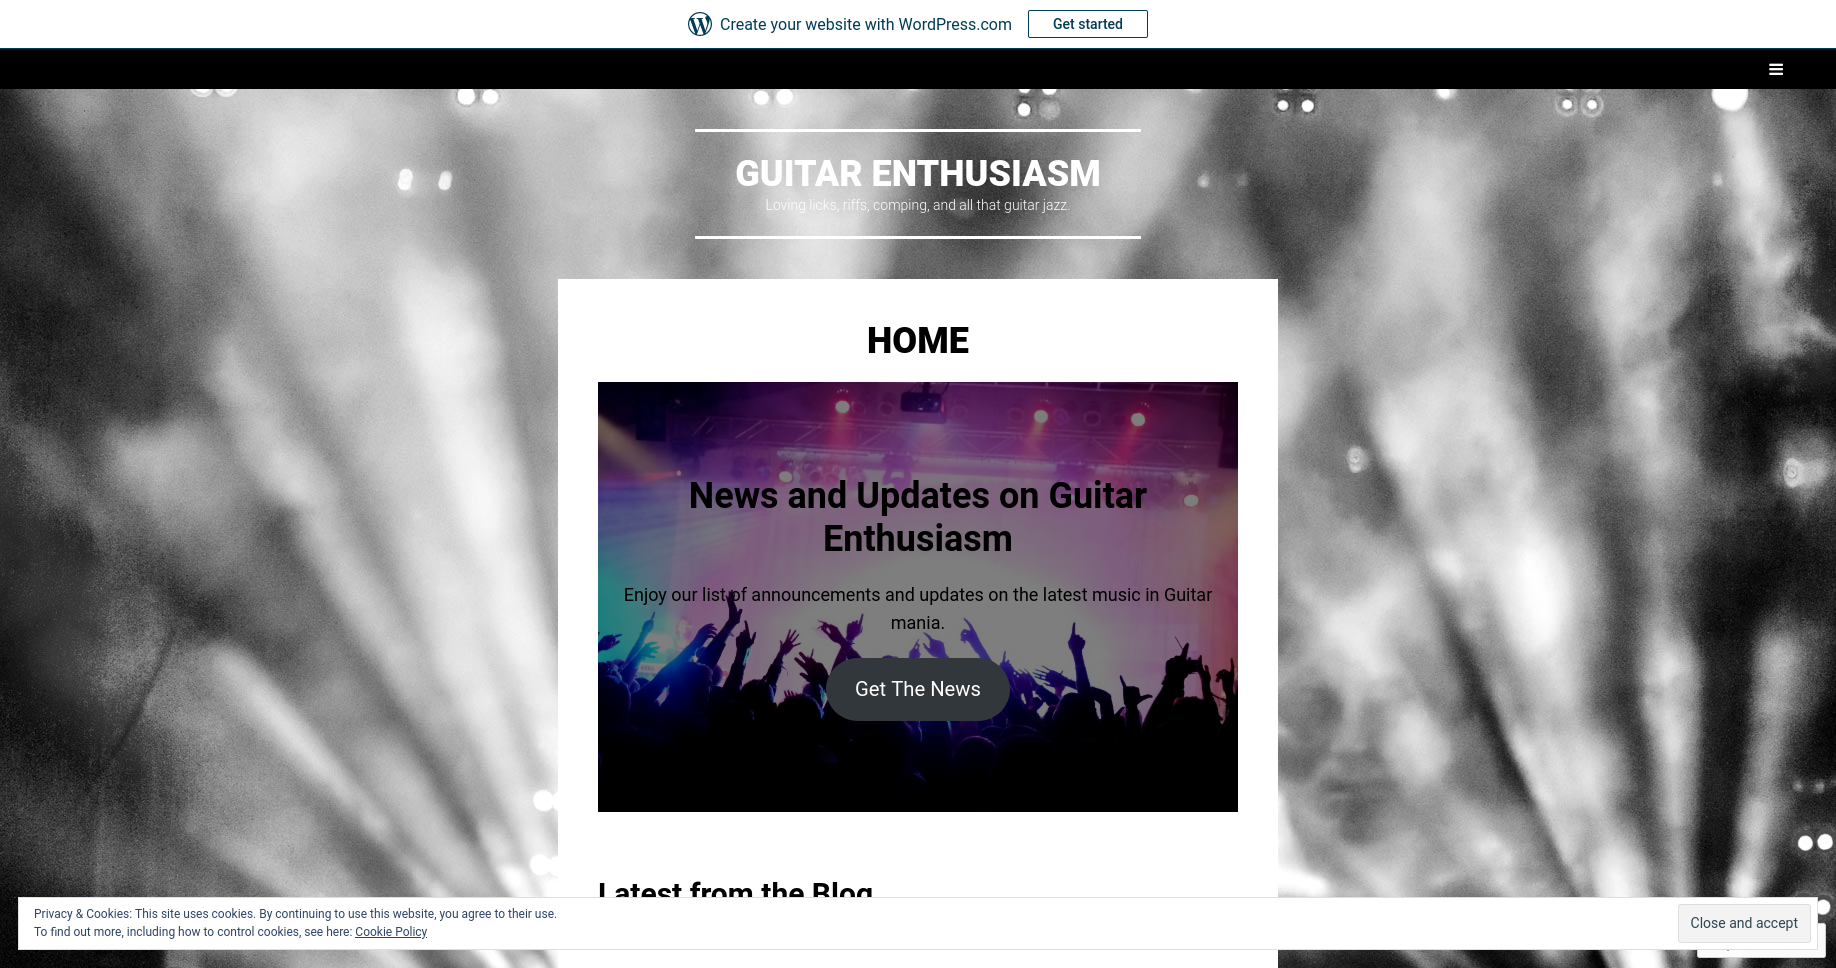 Create your website with WordPress.com
Get started
GUITAR ENTHUSIASM
Loving licks, riffs, comping, and all that guitar jazz.
HOME
News and Updates on Guitar
Enthusiasm
Enjoy our list of announcements and updates on the latest music in Guitar
mania.
Get The News
Latest from the Blog
Privacy & Cookies: This site uses cookies. By continuing to use this website, you agree to their use.
To find out more, including how to control cookies, see here: Cookie Policy
Close and accept